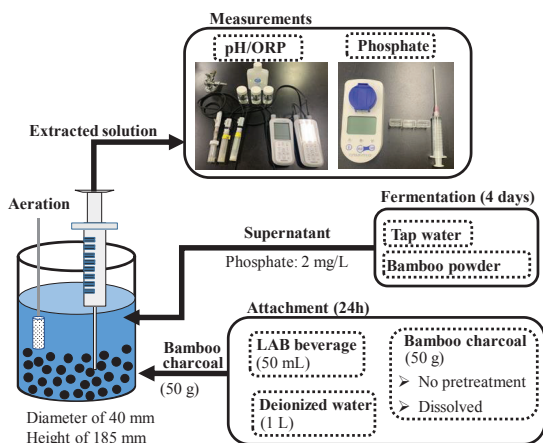 Measurements
pH/ORP
Phosphate
Extracted solution
Aeration
Fermentation (4 days)
Tap water
Bamboo powder
Supernatant
Phosphate: 2 mg/L
Attachment (24h)
LAB beverage
(50 mL)
Deionized water
(1 L)
Bamboo charcoal
(50 g)
➢ No pretreatment
➢ Dissolved
Bamboo
charcoal
(50 g)
Diameter of 40 mm
Height of 185 mm